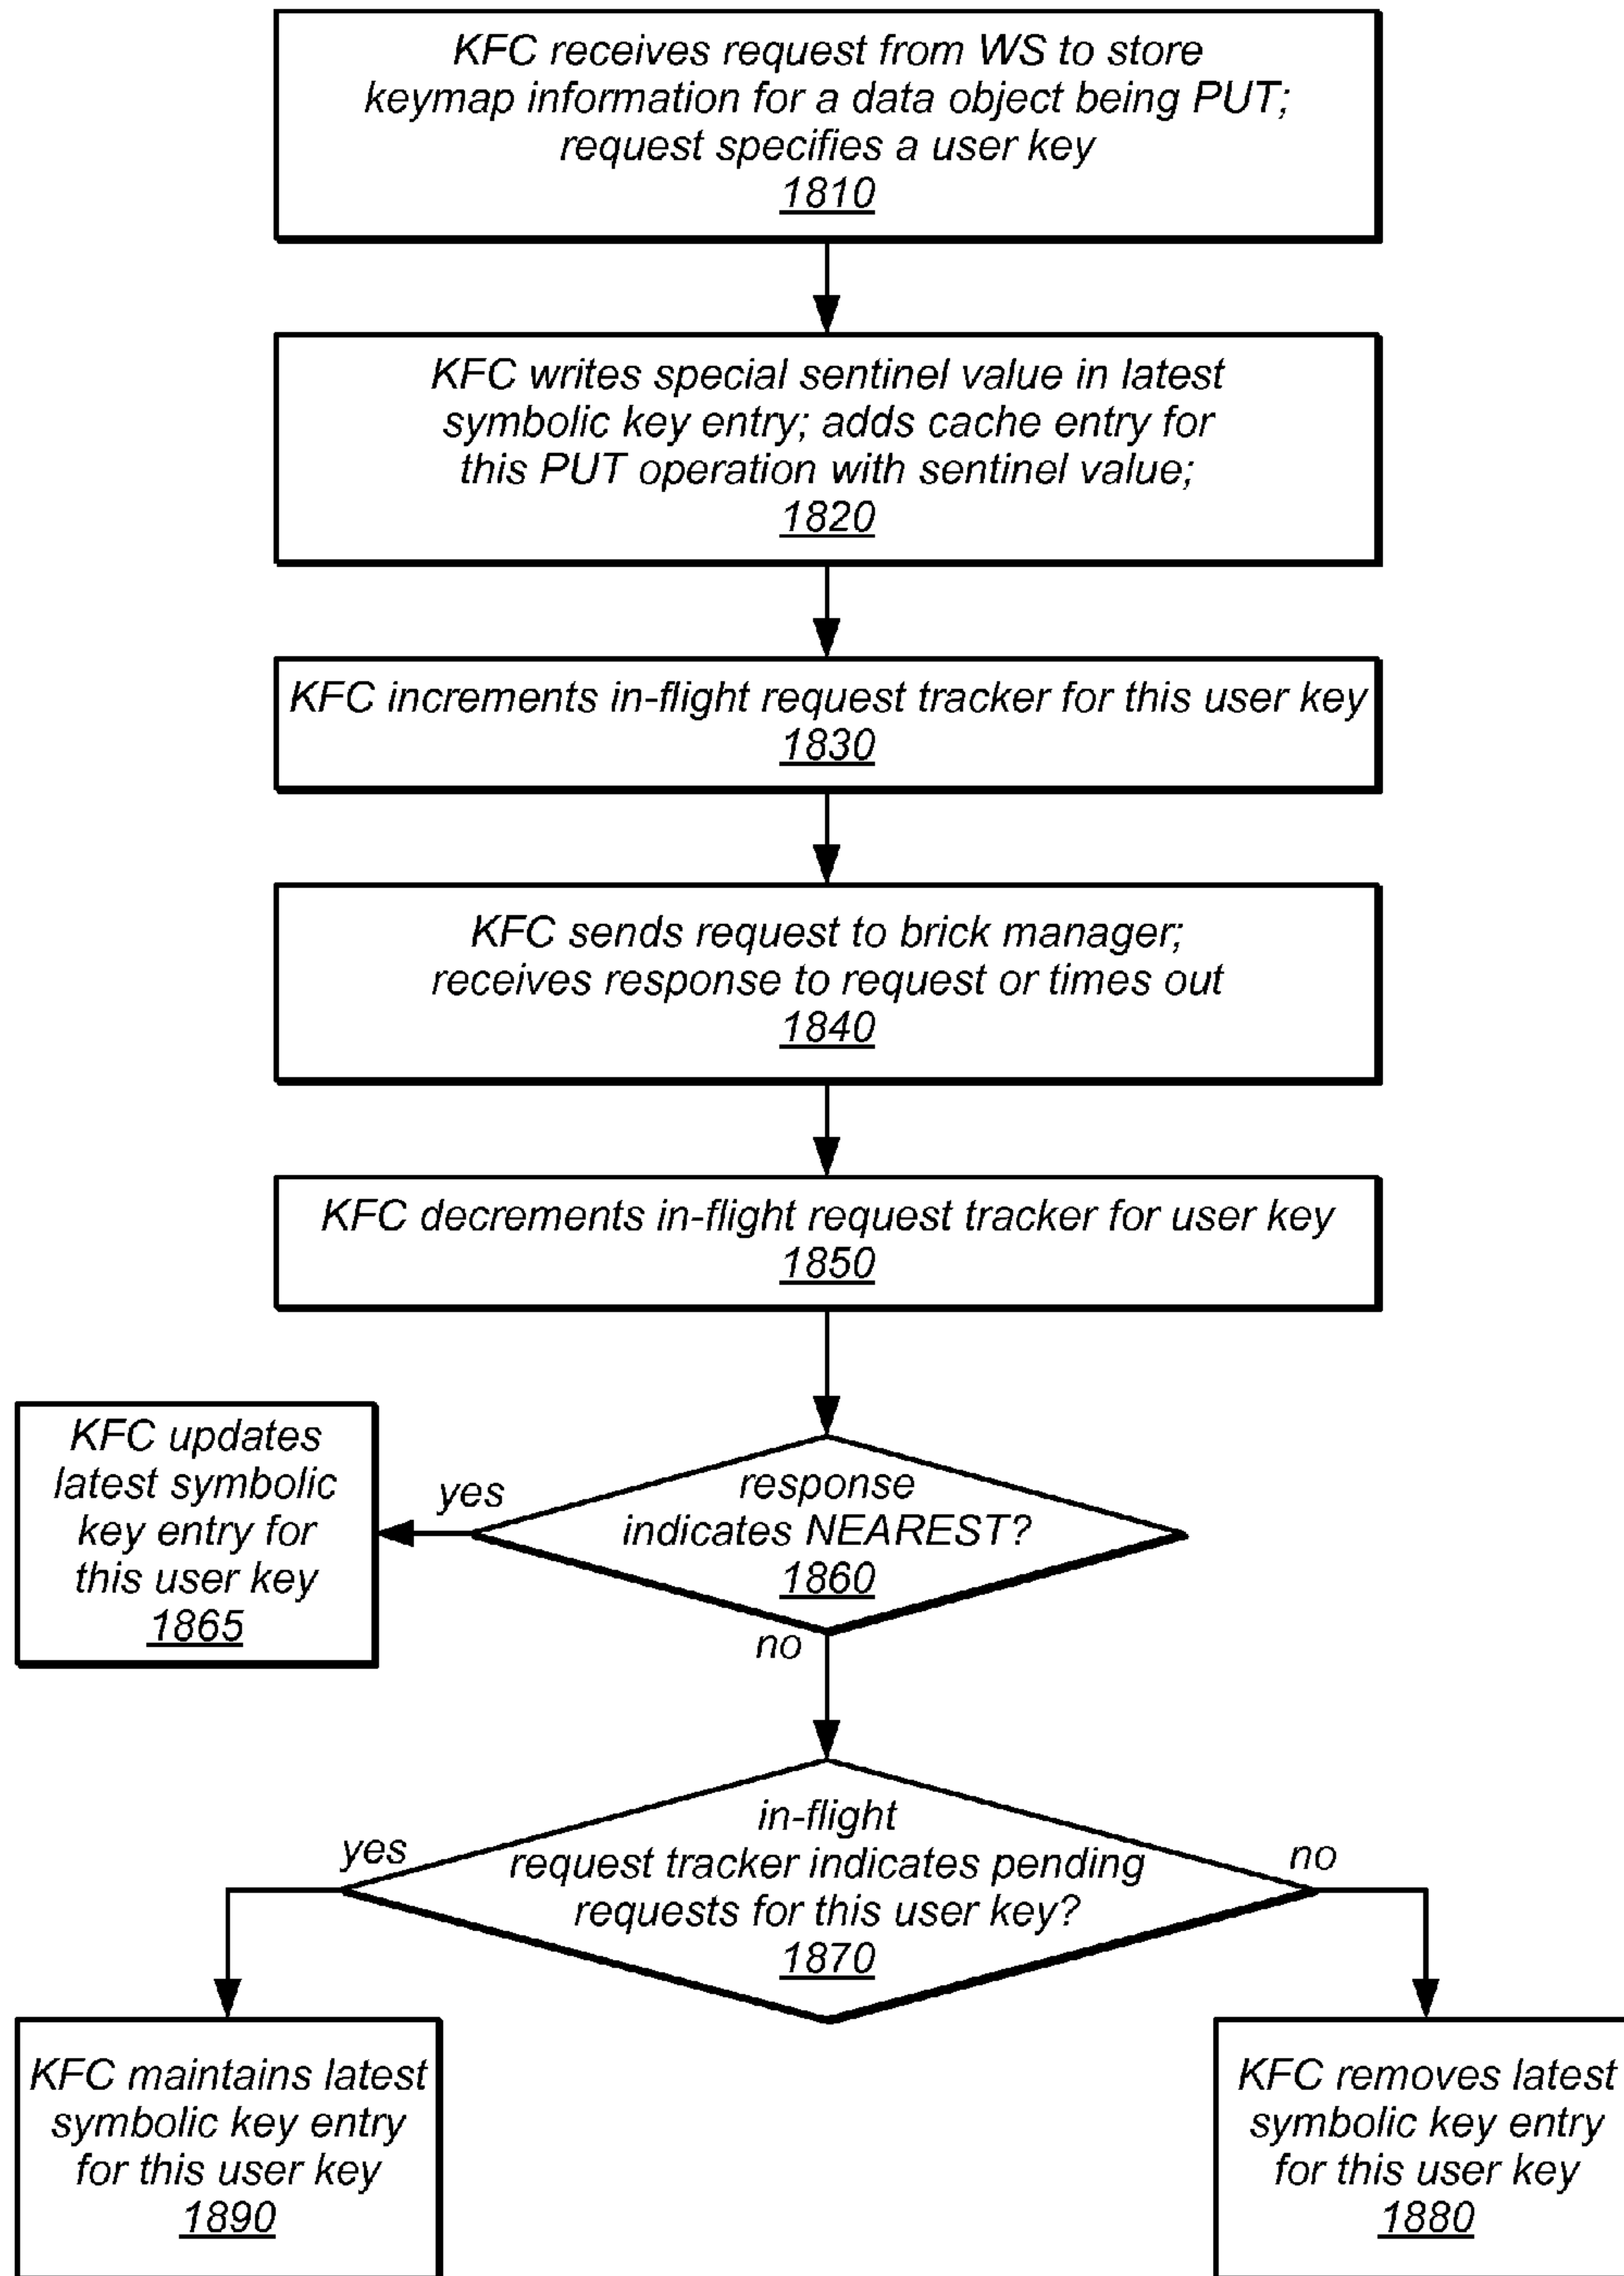 KFC receives request from WS to store
keymap information for a data object being PUT;
request specifies a user key
1810
KFC writes special sentinel value in latest
symbolic key entry; adds cache entry for
this PUT operation with sentinel value;
1820
KFC increments in-flight request tracker for this user key
1830
KFC sends request to brick manager;
receives response to request or times out
1840
KFC decrements in-flight request tracker for user key
1850
response
indicates NEAREST?
1860
yes
no
KFC updates
latest symbolic
key entry for
this user key
1865
in-flight
request tracker indicates pending
requests for this user key?
1870
yes
no
KFC maintains latest
symbolic key entry
for this user key
1890
KFC removes latest
symbolic key entry
for this user key
1880